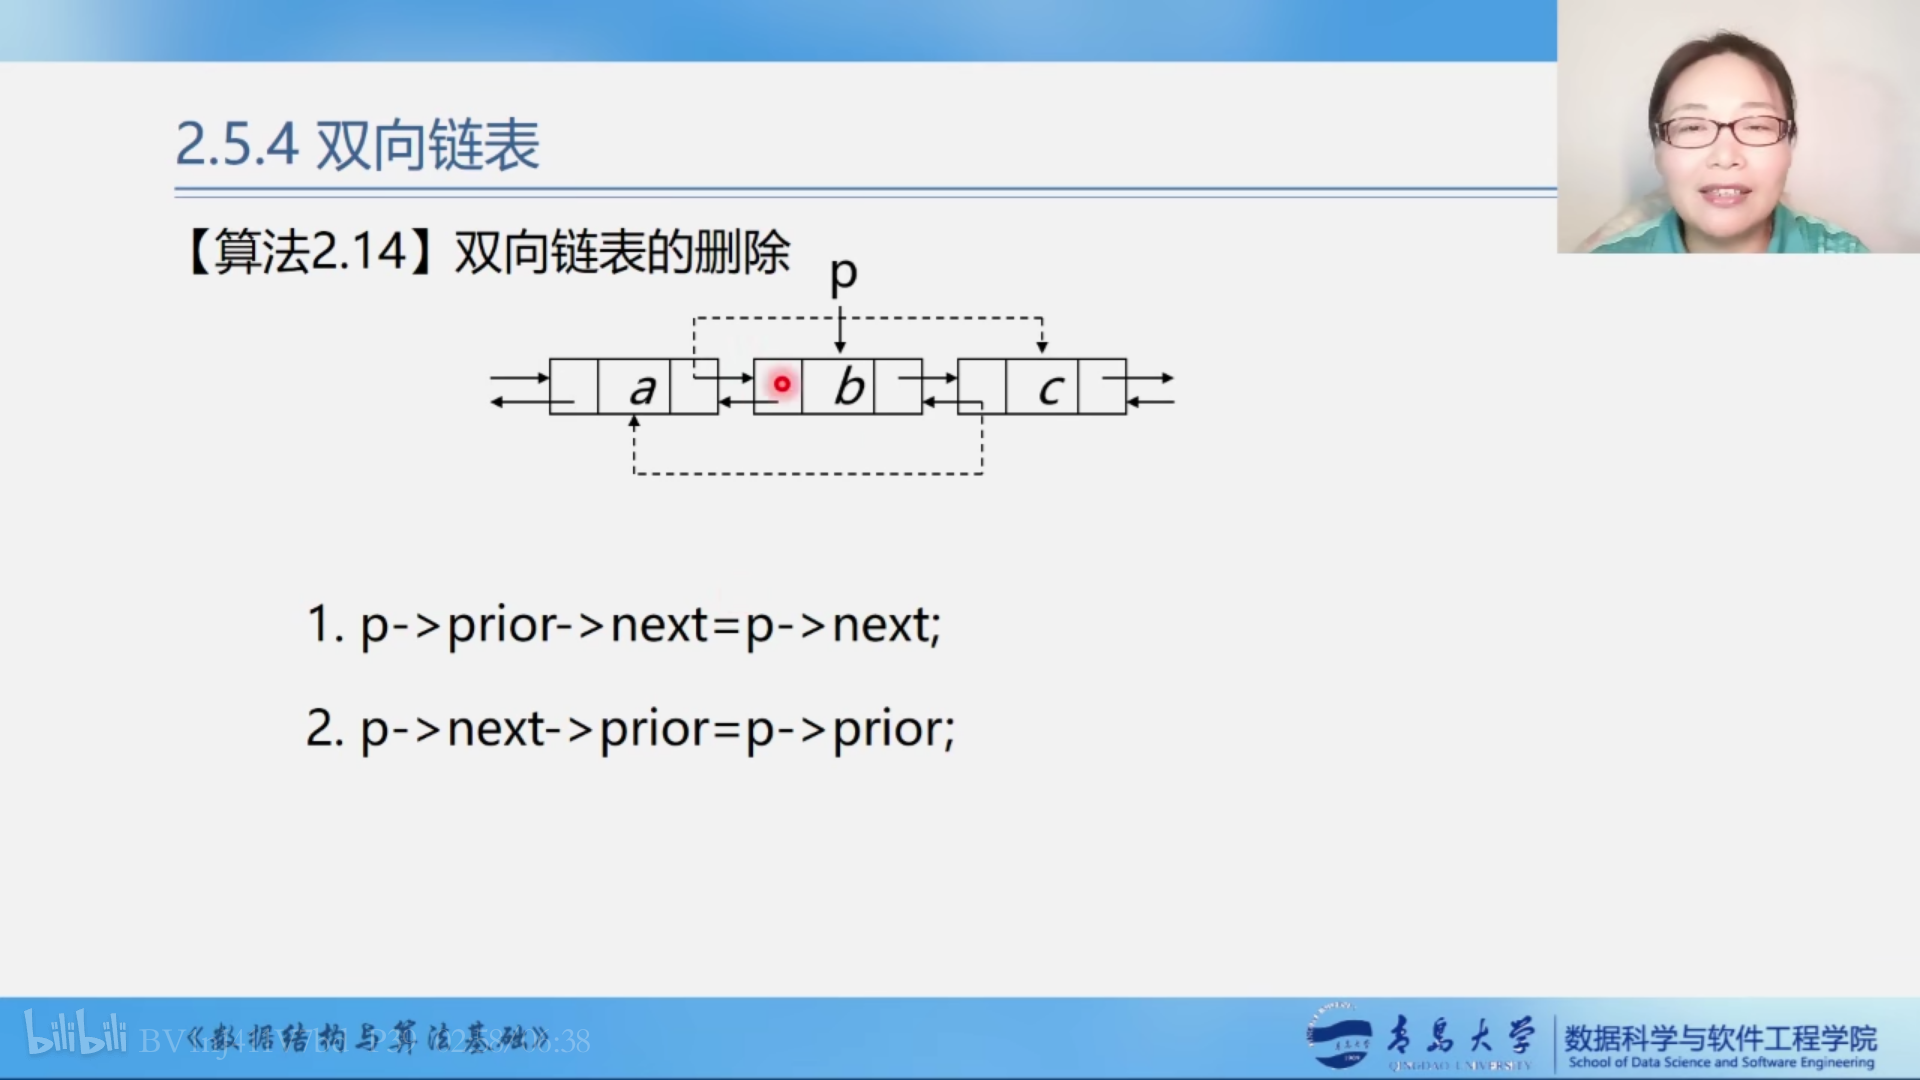 2.5.4 双向链表
【算法2.14】双向链表的删除
p
a b c
1. p->prior->next=p->next;
2. p->next->prior=p->prior;
bilibili
《数据结构与算法基础》
青岛大学
QINGDAO UNIVERSITY
数据科学与软件工程学院
School of Data Science and Software Engineering